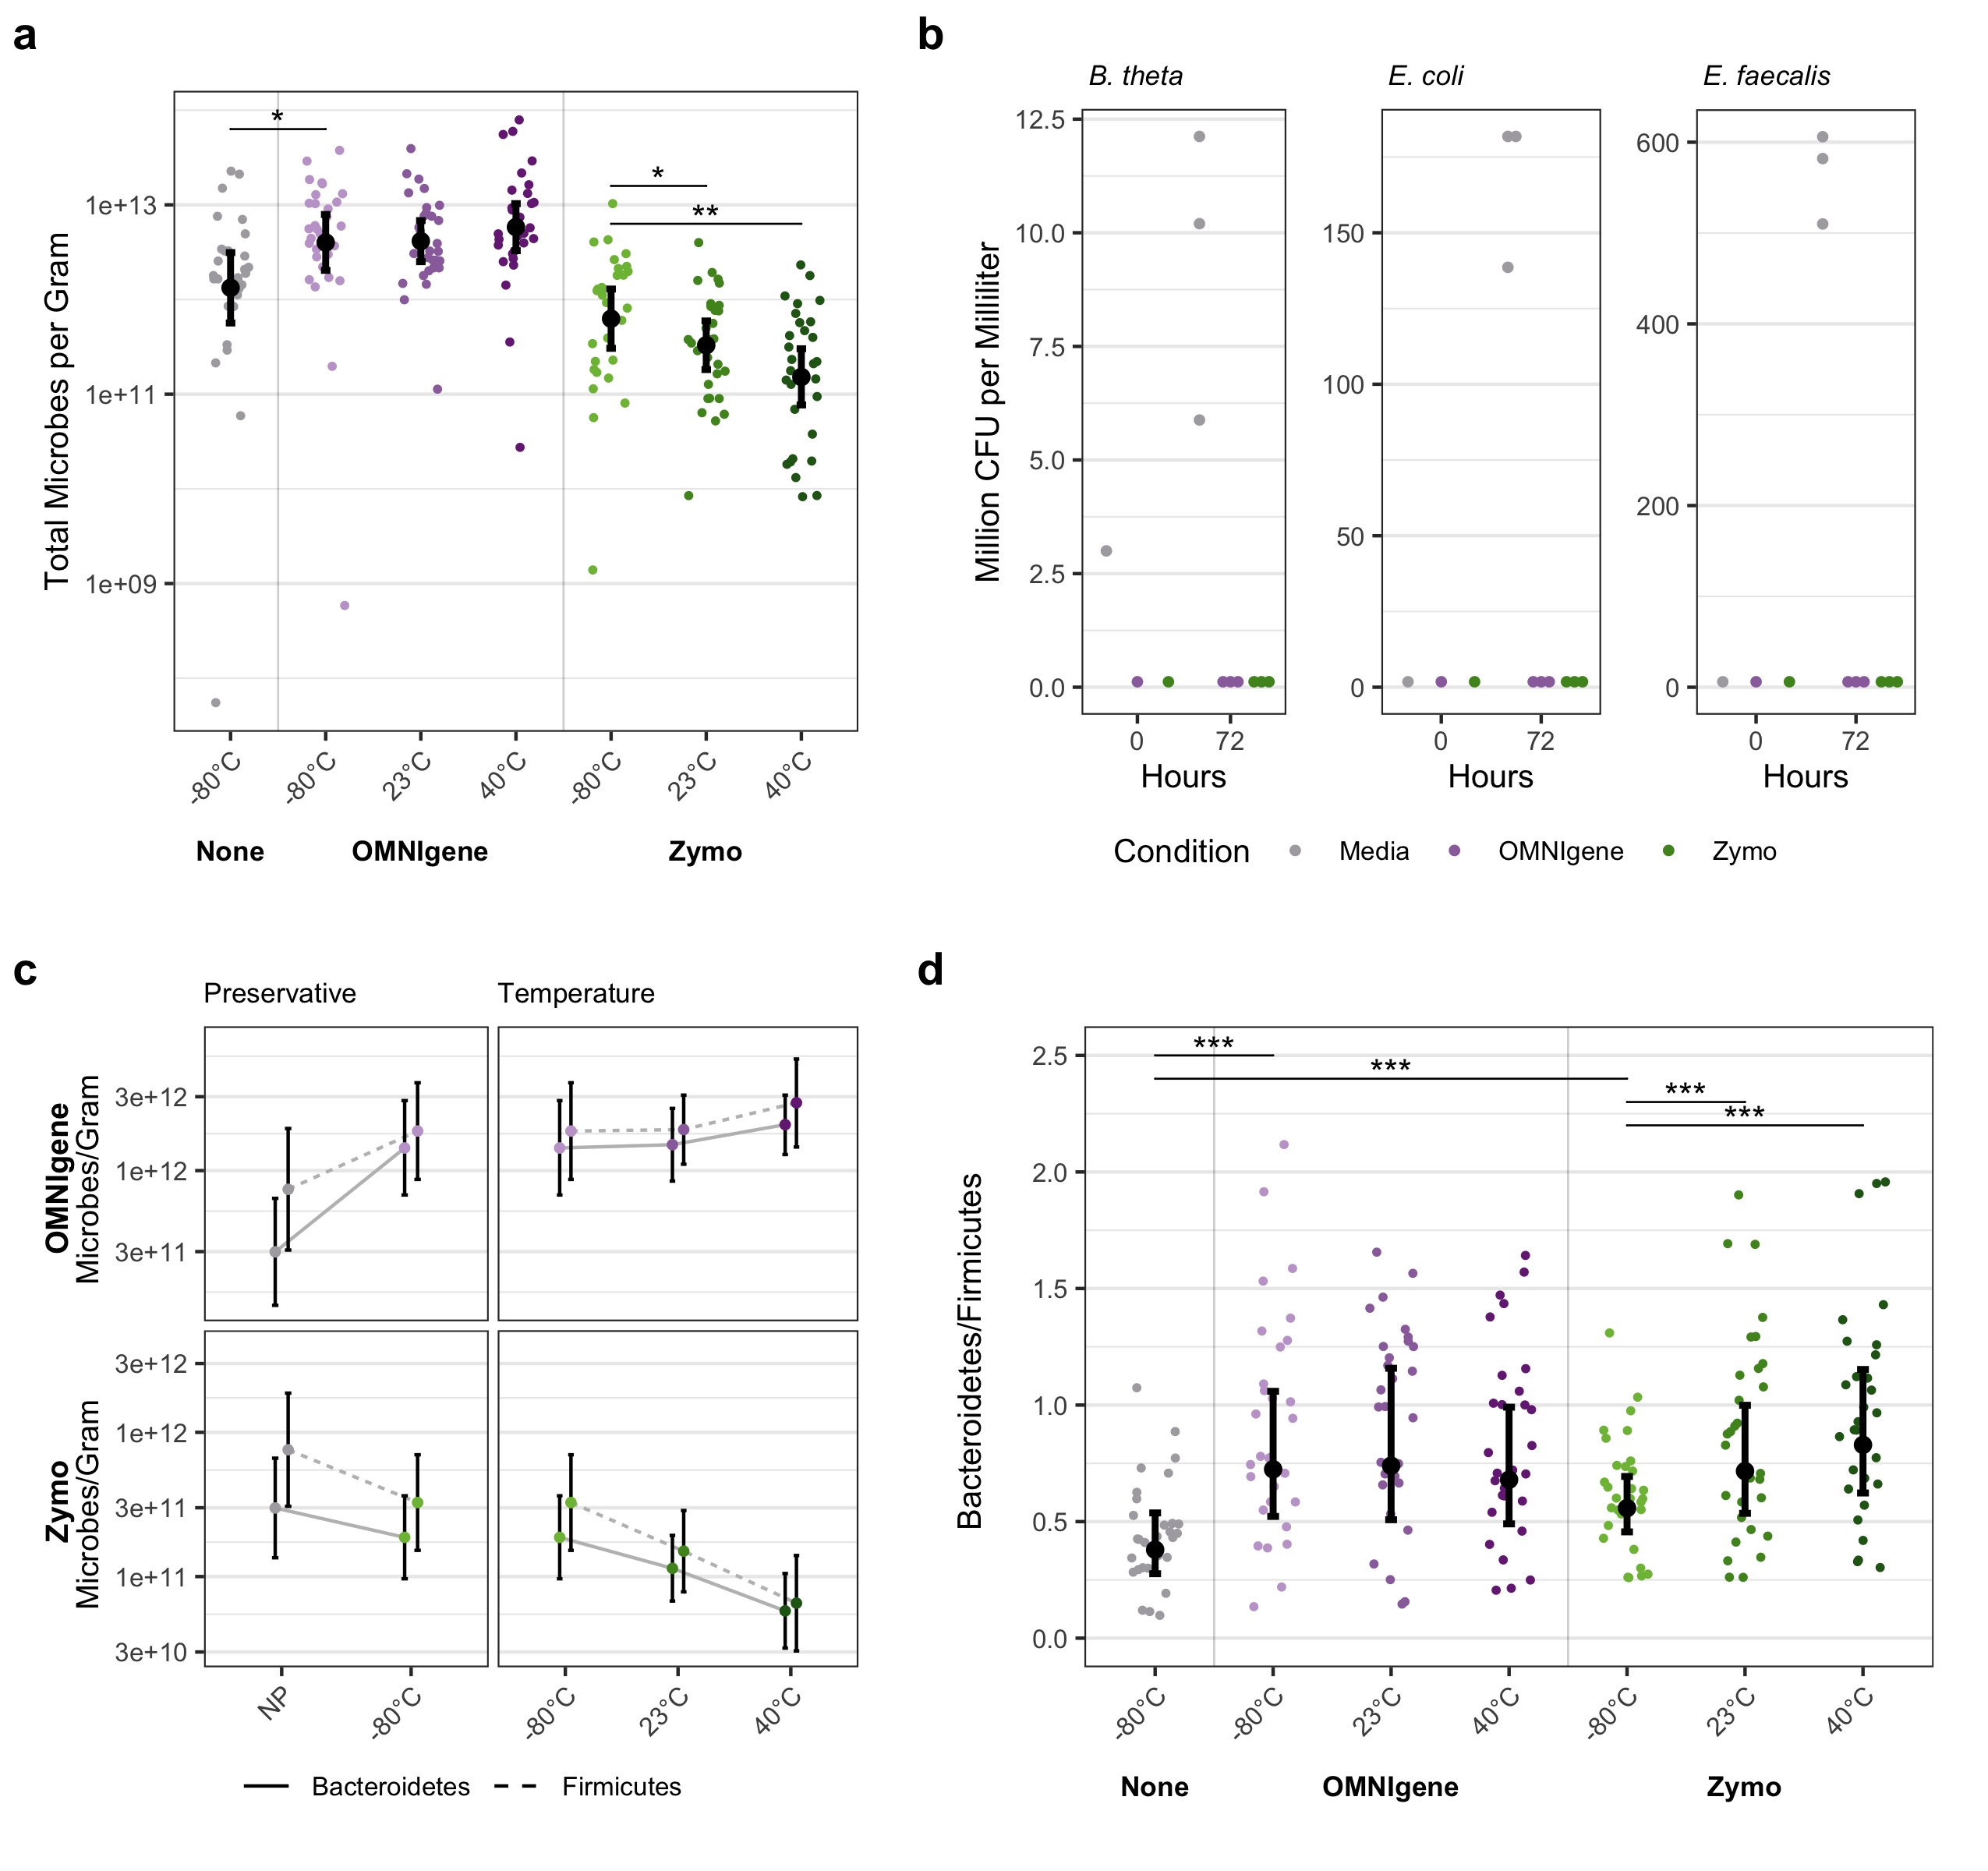 a
Total Microbes per Gram
1e+13
1e+11
1e+09
*
*
**
-80°C
-80°C
23°C
40°C
-80°C
23°C
40°C
None
OMNIgene
Zymo
b
B. theta
E. coli
E. faecalis
Million CFU per Milliliter
12.5
10.0
7.5
5.0
2.5
0.0
150
100
50
0
600
400
200
0
0
72
0
72
0
72
Hours
Hours
Hours
Condition
Media
OMNIgene
Zymo
c
Preservative
Temperature
OMNIgene
Microbes/Gram
3e+12
1e+12
3e+11
Zymo
Microbes/Gram
3e+12
1e+12
3e+11
1e+11
3e+10
NP
-80°C
-80°C
23°C
40°C
Bacteroidetes
Firmicutes
d
Bacteroidetes/Firmicutes
2.5
2.0
1.5
1.0
0.5
0.0
***
***
***
***
-80°C
-80°C
23°C
40°C
-80°C
23°C
40°C
None
OMNIgene
Zymo